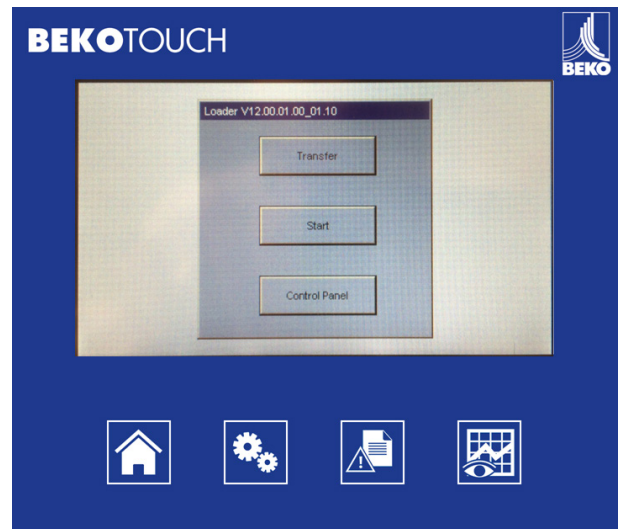 BEKOTOUCH
BEKO
Loader V12.00.01.00_01.10
Transfer
Start
Control Panel